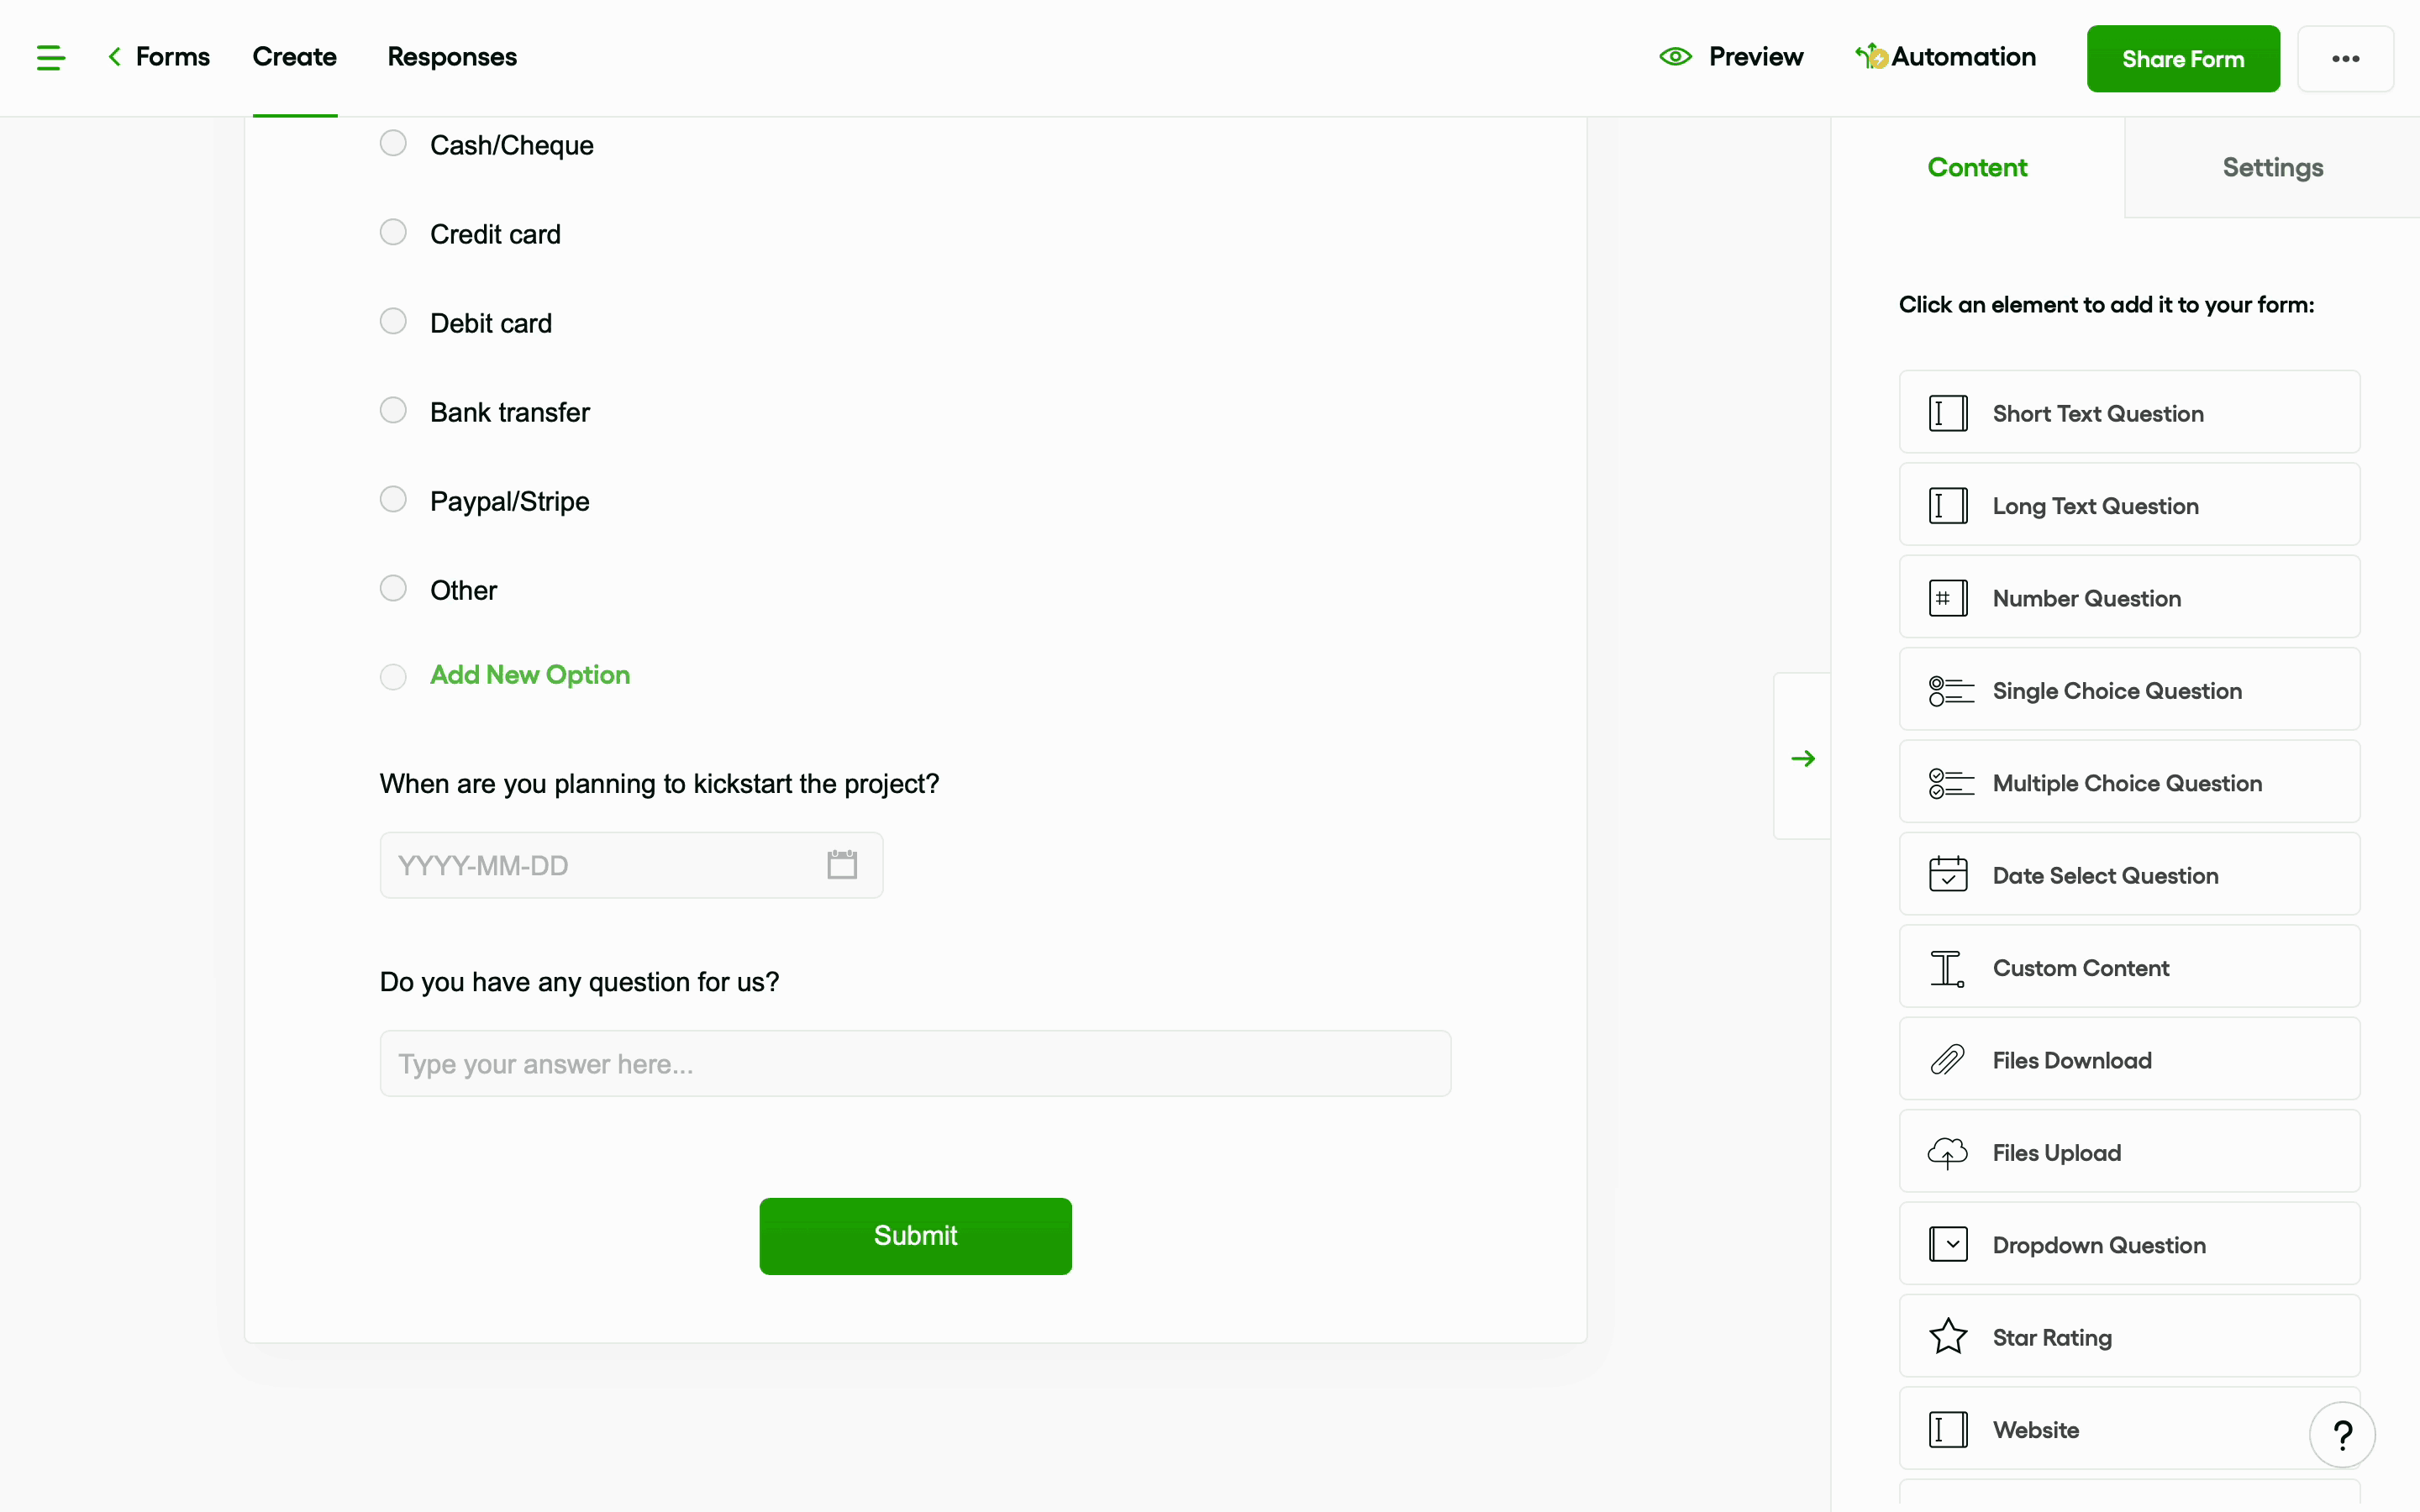 Forms
Create
Responses
Preview
Automation
Share Form
Cash/Cheque
Credit card
Debit card
Bank transfer
Paypal/Stripe
Other
Add New Option
When are you planning to kickstart the project?
YYYY-MM-DD
Do you have any question for us?
Type your answer here...
Submit
Content
Settings
Click an element to add it to your form:
Short Text Question
Long Text Question
Number Question
Single Choice Question
Multiple Choice Question
Date Select Question
Custom Content
Files Download
Files Upload
Dropdown Question
Star Rating
Website
?